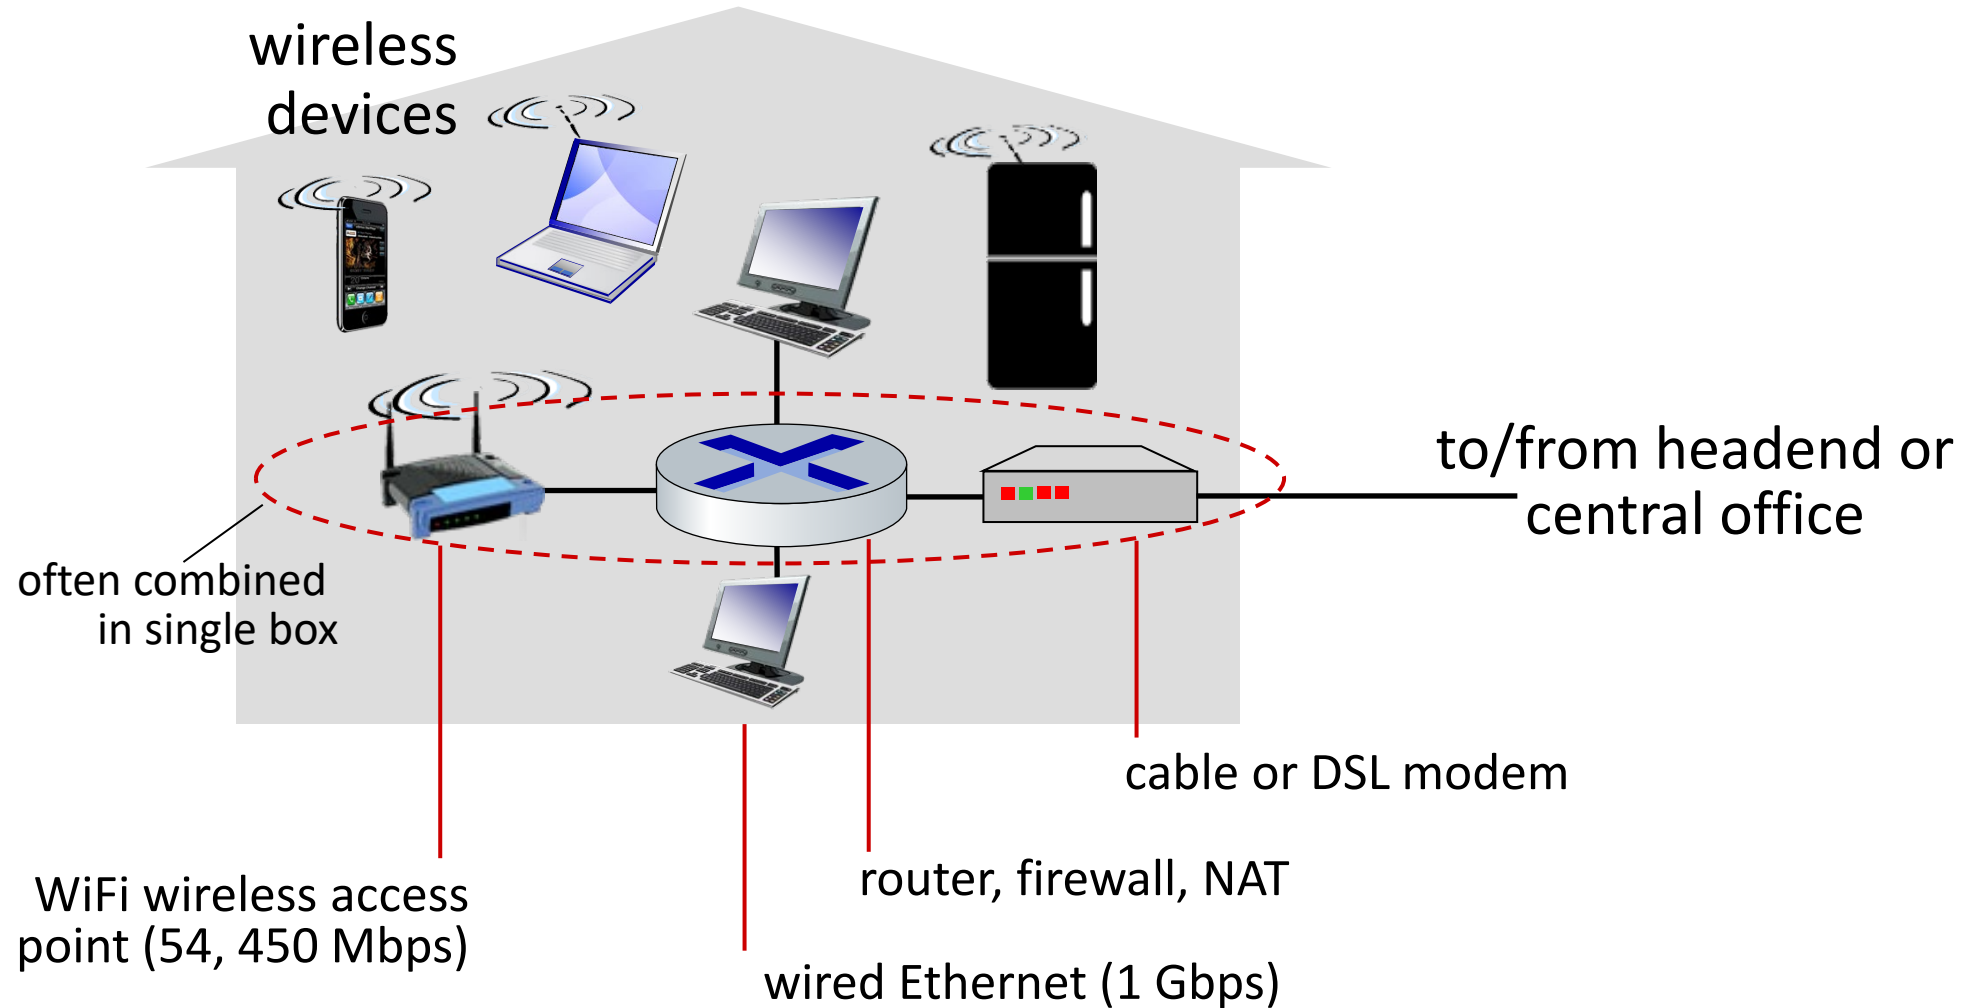 wireless
devices
to/from headend or
central office
often combined
in single box
cable or DSL modem
router, firewall, NAT
WiFi wireless access
point (54, 450 Mbps)
wired Ethernet (1 Gbps)